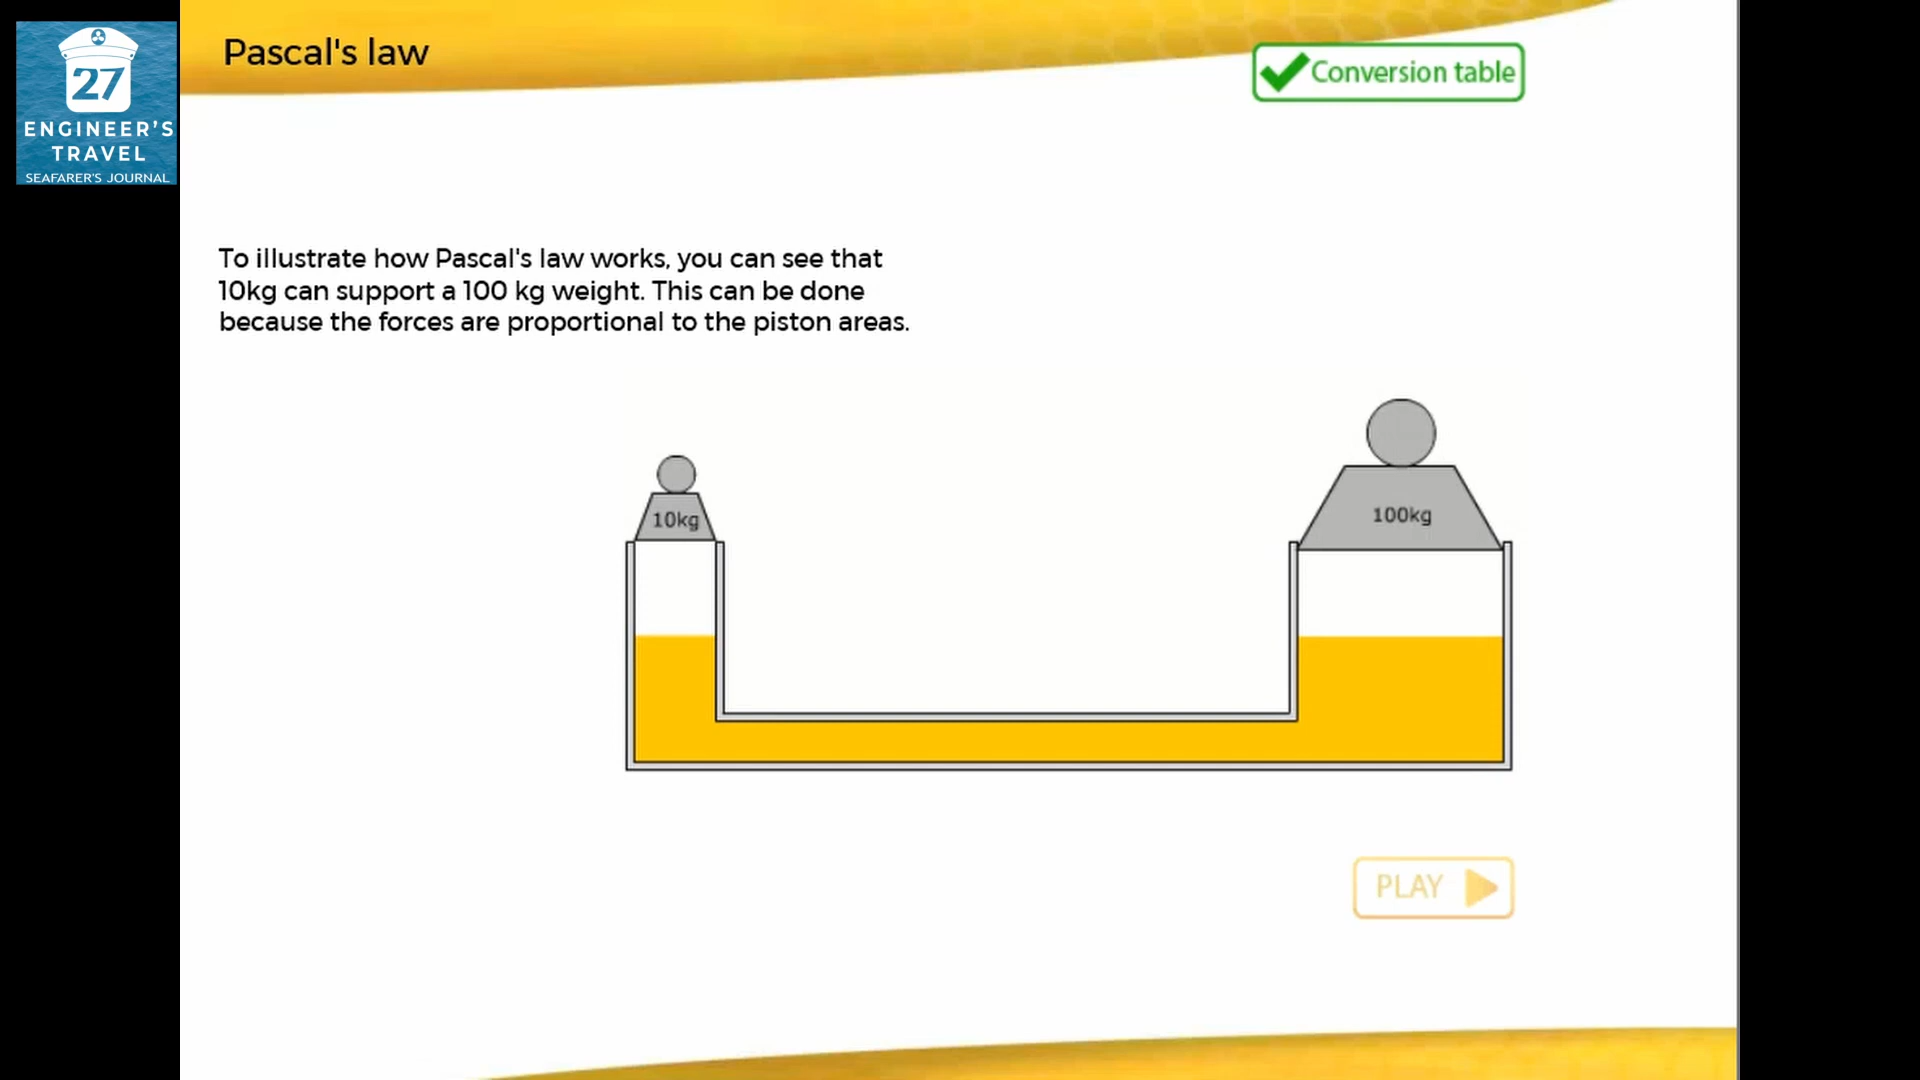 27
ENGINEER'S
TRAVEL
SEAFARER'S JOURNAL
Pascal's law
Conversion table
To illustrate how Pascal's law works, you can see that
10kg can support a 100 kg weight. This can be done
because the forces are proportional to the piston areas.
10kg
100kg
PLAY